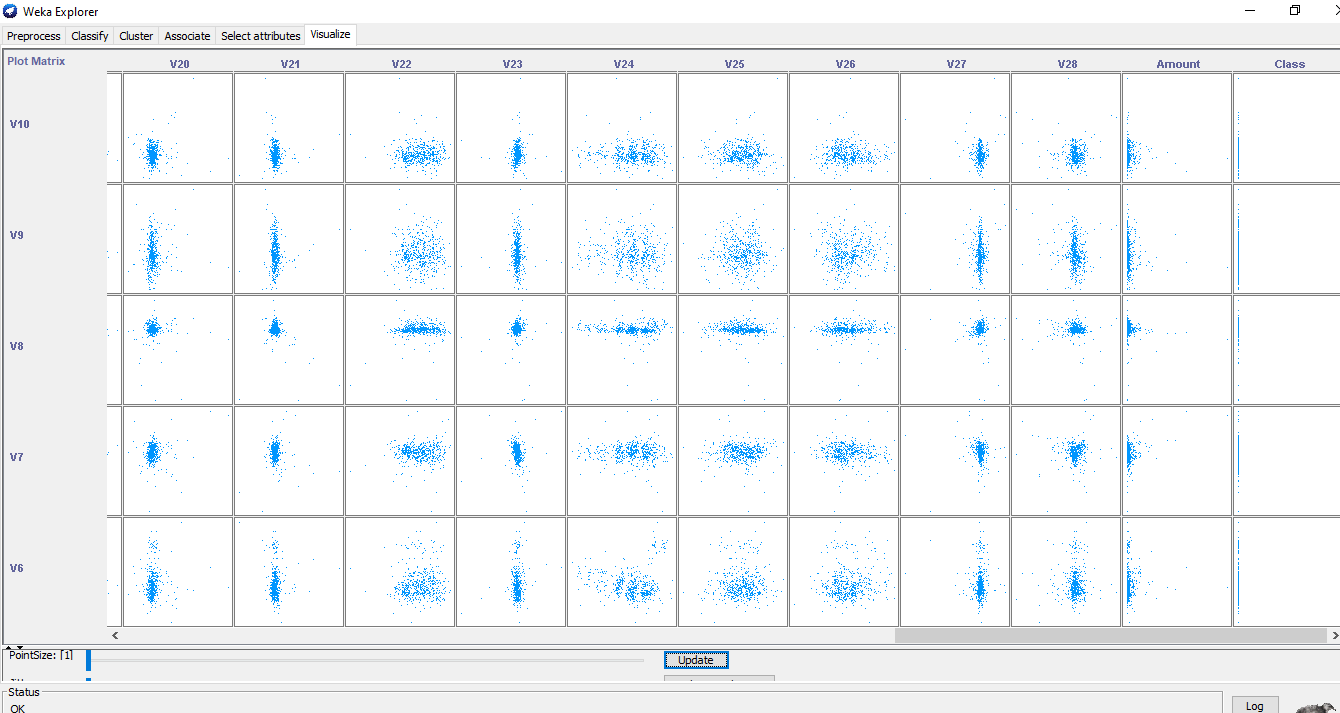 Weka Explorer
Preprocess Classify Cluster Associate Select attributes Visualize
Plot Matrix V20 V21 V22 V23 V24 V25 V26 V27 V28 Amount Class
V10
V9
V8
V7
V6
PointSize: [1] Update
Status
OK Log